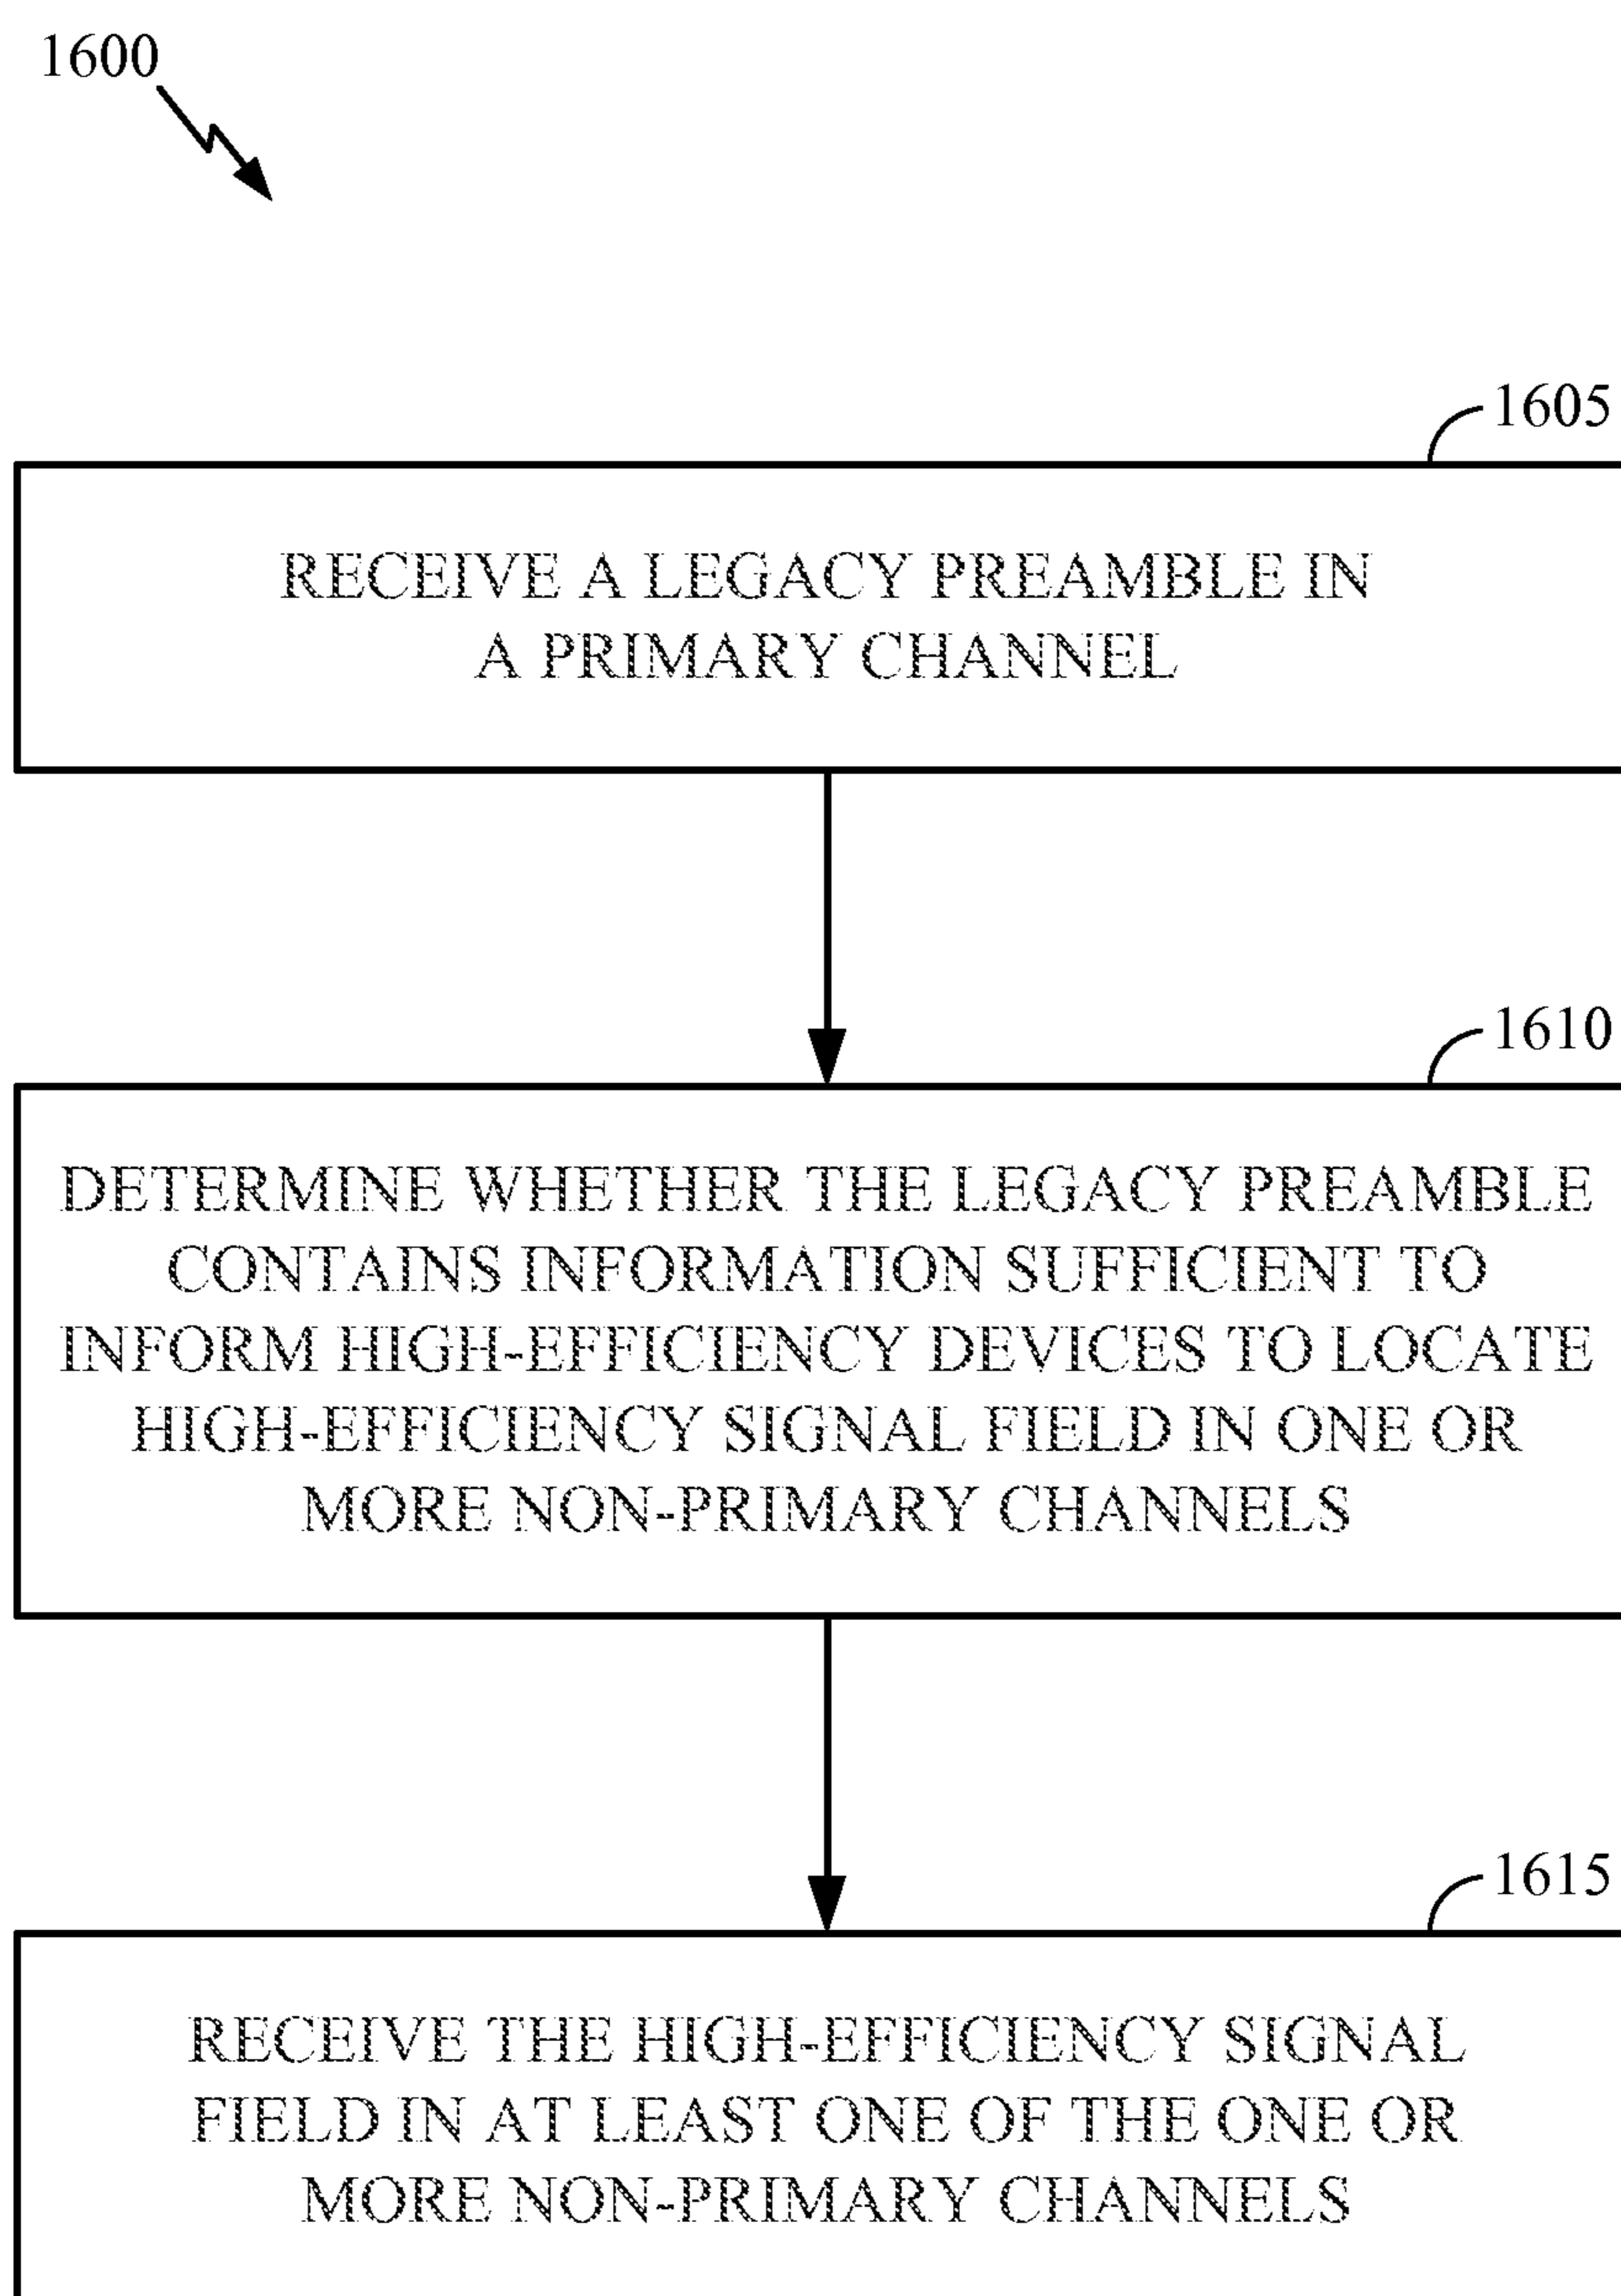 1600
1605
RECEIVE A LEGACY PREAMBLE IN
A PRIMARY CHANNEL
1610
DETERMINE WHETHER THE LEGACY PREAMBLE
CONTAINS INFORMATION SUFFICIENT TO
INFORM HIGH-EFFICIENCY DEVICES TO LOCATE
HIGH-EFFICIENCY SIGNAL FIELD IN ONE OR
MORE NON-PRIMARY CHANNELS
1615
RECEIVE THE HIGH-EFFICIENCY SIGNAL
FIELD IN AT LEAST ONE OF THE ONE OR
MORE NON-PRIMARY CHANNELS